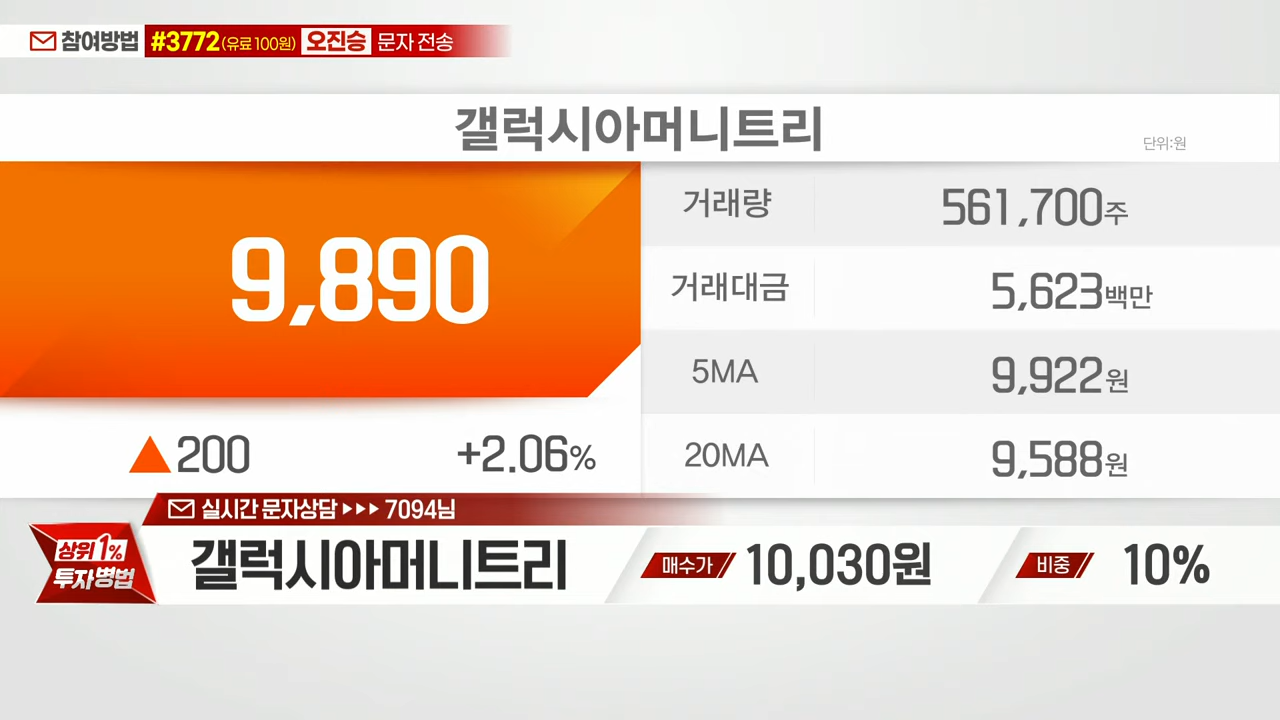 참여방법 #3772(유료 100원) 오진승 문자 전송
갤럭시아머니트리
단위:원
9,890
▲200 +2.06%
거래량 561,700주
거래대금 5,623백만
5MA 9,922원
20MA 9,588원
실시간 문자상담 ▶▶▶ 7094님
상위 1%
투자병법
갤럭시아머니트리 매수가 10,030원 비중 10%